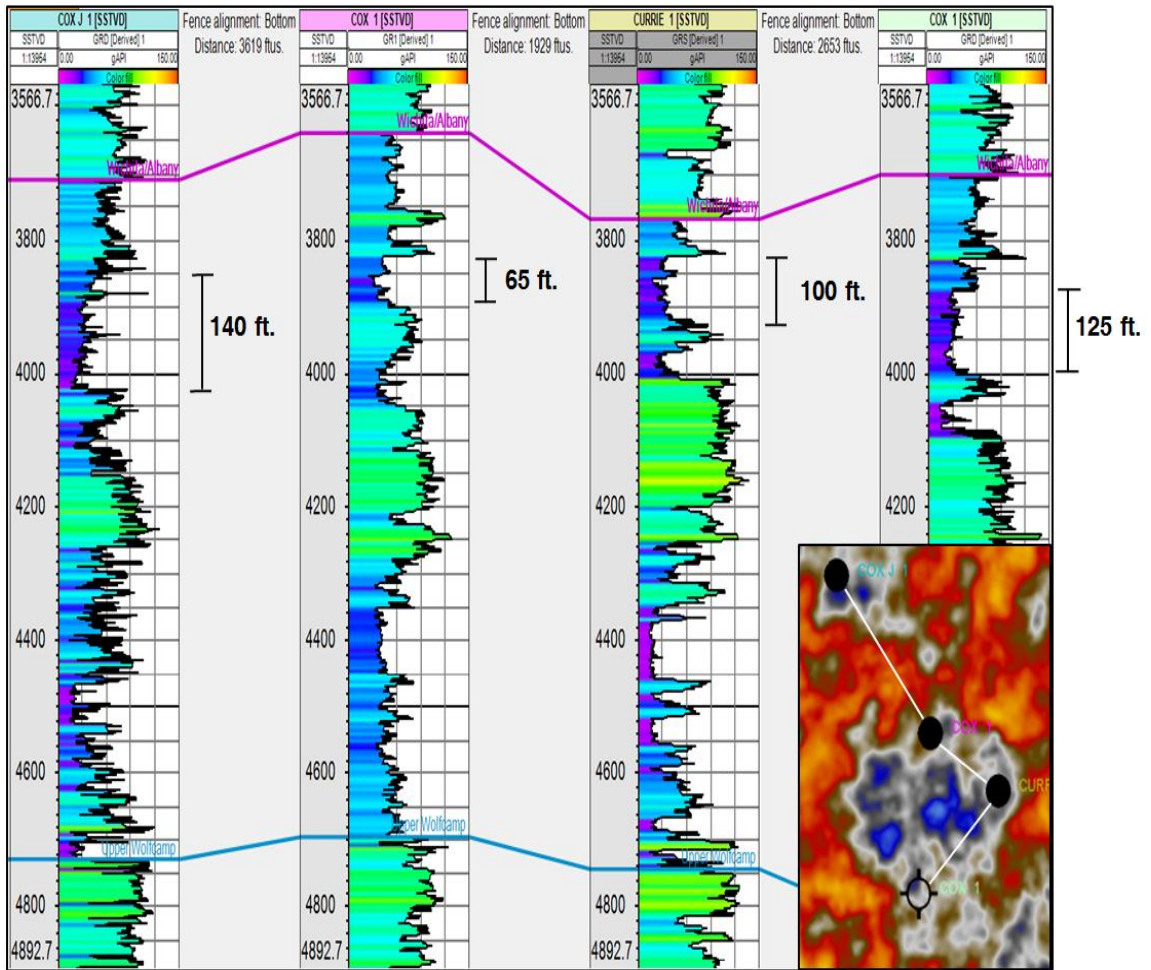 COX J 1 [SSTVD]
Fence alignment: Bottom
COX 1 [SSTVD]
Fence alignment: Bottom
CURRIE 1 [SSTVD]
Fence alignment: Bottom
COX 1 [SSTVD]
SSTVD
GRD [Derived] 1
Distance: 3619 ftus.
SSTVD
GR1 [Derived] 1
Distance: 1929 ftus.
SSTVD
GRS [Derived] 1
Distance: 2653 ftus.
SSTVD
GRD [Derived] 1
1:13954
0.00 gAPI 150.00
1:13954
0.00 gAPI 150.00
1:13954
0.00 gAPI 150.00
1:13954
0.00 gAPI 150.00
Color fill
Color fill
Color fill
Color fill
3566.7
3566.7
3566.7
3566.7
Wichita/Albany
Wichita/Albany
Wichita/Albany
Wichita/Albany
3800
3800
3800
3800
140 ft.
65 ft.
100 ft.
125 ft.
4000
4000
4000
4000
4200
4200
4200
4200
4400
4400
4400
4600
4600
4600
Upper Wolfcamp
Upper Wolfcamp
Upper Wolfcamp
4800
4800
4800
4892.7
4892.7
4892.7
COX J 1
COX 1
CURF
COX 1